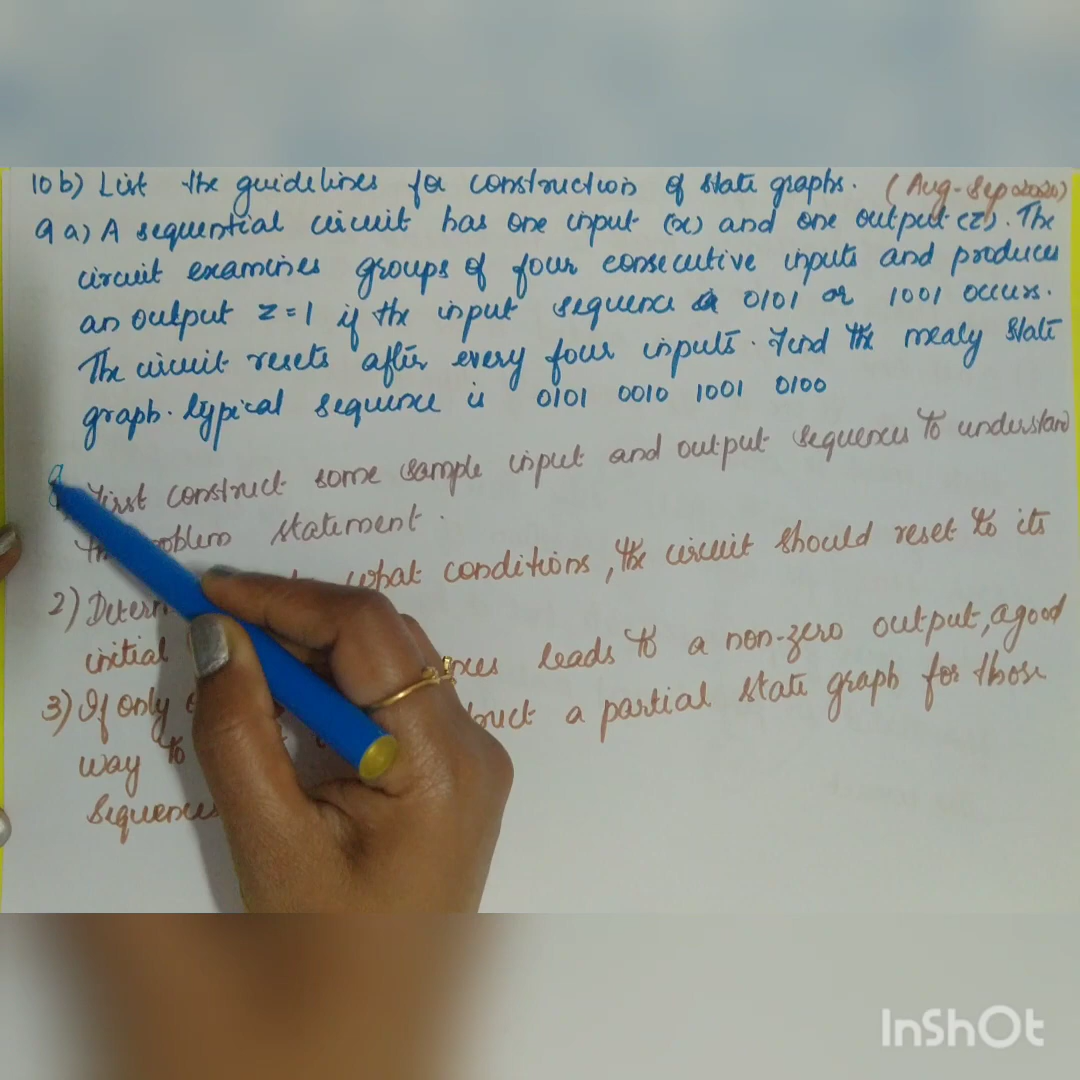 10 b) List the guidelines for construction of state graphs. (Aug-Sep 2020)
9 a) A sequential circuit has one input (x) and one output (z). The
circuit examines groups of four consecutive inputs and produces
an output z=1 if the input sequence 0101 or 1001 occurs.
The circuit resets after every four inputs. Find the mealy state
graph. Typical sequence is 0101 0010 1001 0100
First construct some sample input and output sequences to understand
problem statement.
2) what conditions, the circuit should reset to its
initial
3) If only leads to a non-zero output, a good
way to a partial state graph for those
sequences
InShOt